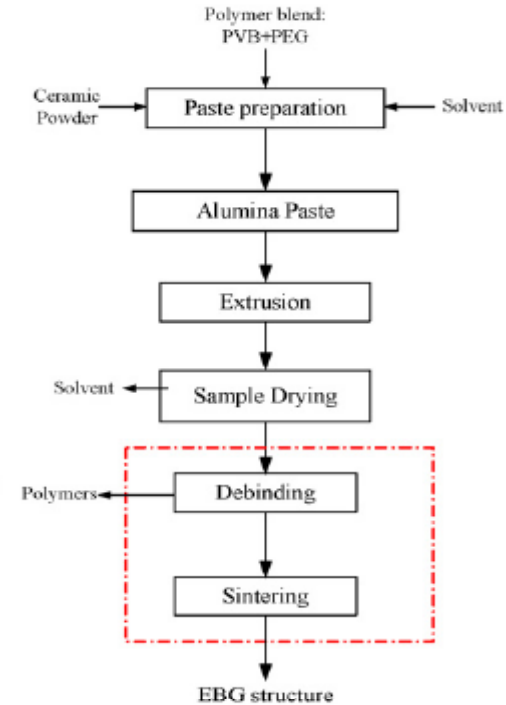 Polymer blend:
PVB+PEG
Ceramic
Powder
Paste preparation
Solvent
Alumina Paste
Extrusion
Solvent
Sample Drying
Debinding
Polymers
Sintering
EBG structure